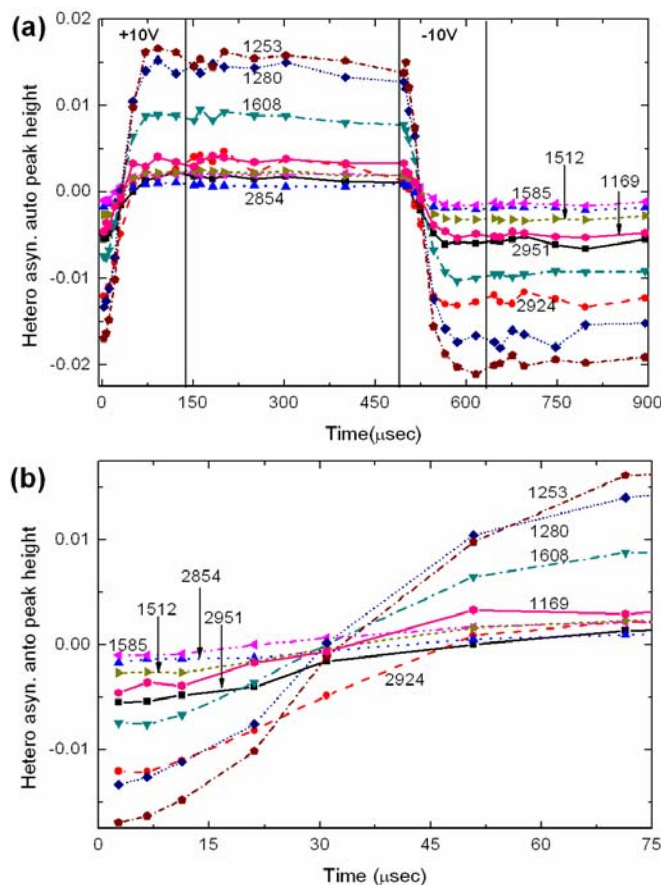 (a)
+10V
-10V
1253
1280
1608
2854
1512
1585
1169
2951
2924
0.02
0.01
0.00
-0.01
-0.02
Hetero asyn. auto peak height
0 150 300 450 600 750 900
Time(μsec)
(b)
1253
1280
1608
2854
1512
2951
1585
1169
2924
0.01
0.00
-0.01
Hetero asyn. anto peak height
0 15 30 45 60 75
Time (μsec)